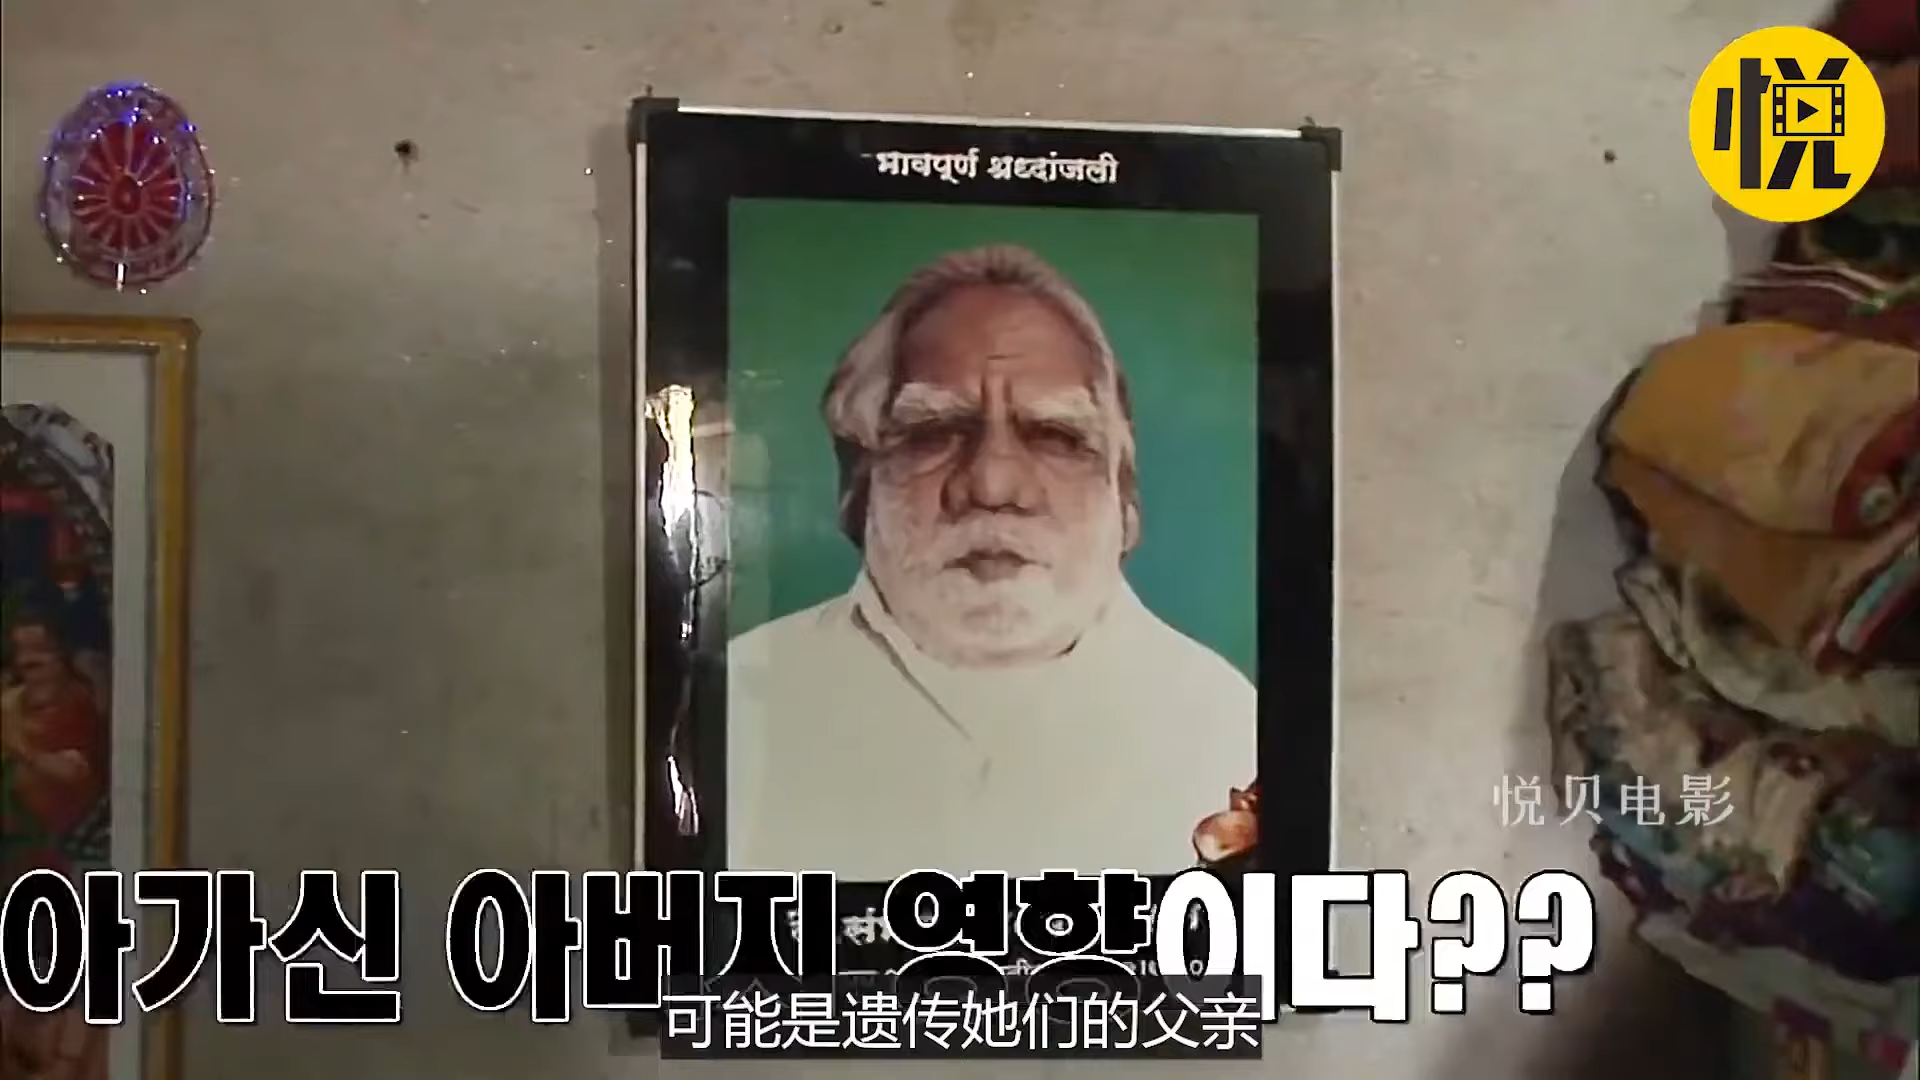 悦
भावपूर्ण श्रध्दांजली
悦贝电影
아가신 아버지 영향이다??
可能是遗传她们的父亲